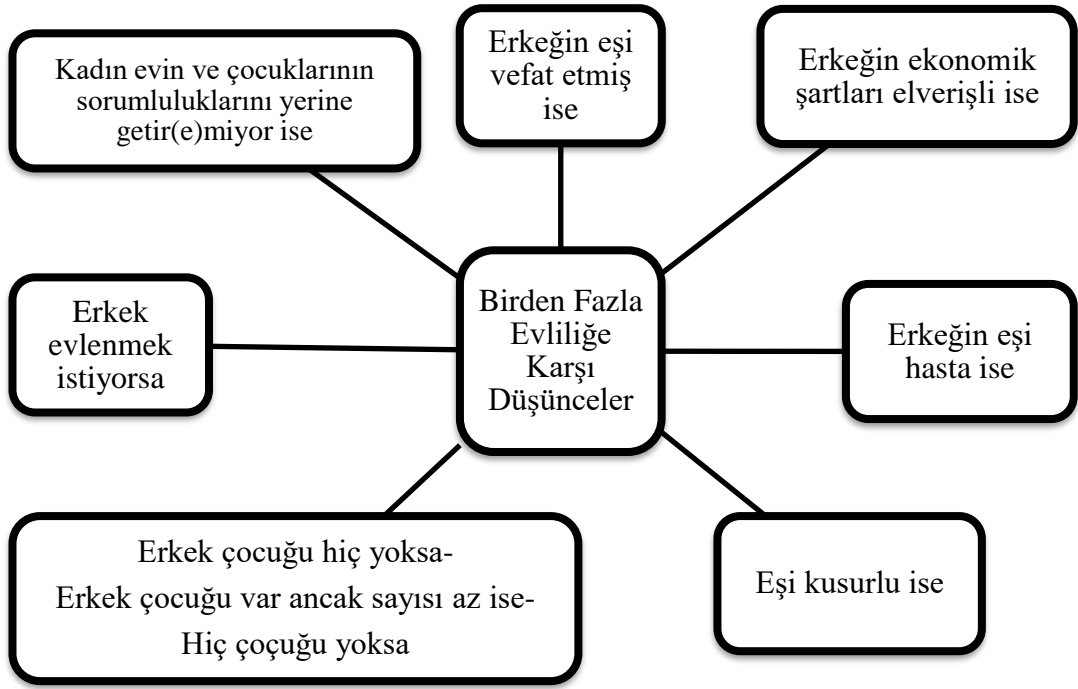 Kadın evin ve çocuklarının
sorumluluklarını yerine
getir(e)miyor ise
Erkeğin eşi
vefat etmiş
ise
Erkeğin ekonomik
şartları elverişli ise
Erkek
evlenmek
istiyorsa
Birden Fazla
Evliliğe
Karşı
Düşünceler
Erkeğin eşi
hasta ise
Erkek çocuğu hiç yoksa-
Erkek çocuğu var ancak sayısı az ise-
Hiç çoçuğu yoksa
Eşi kusurlu ise